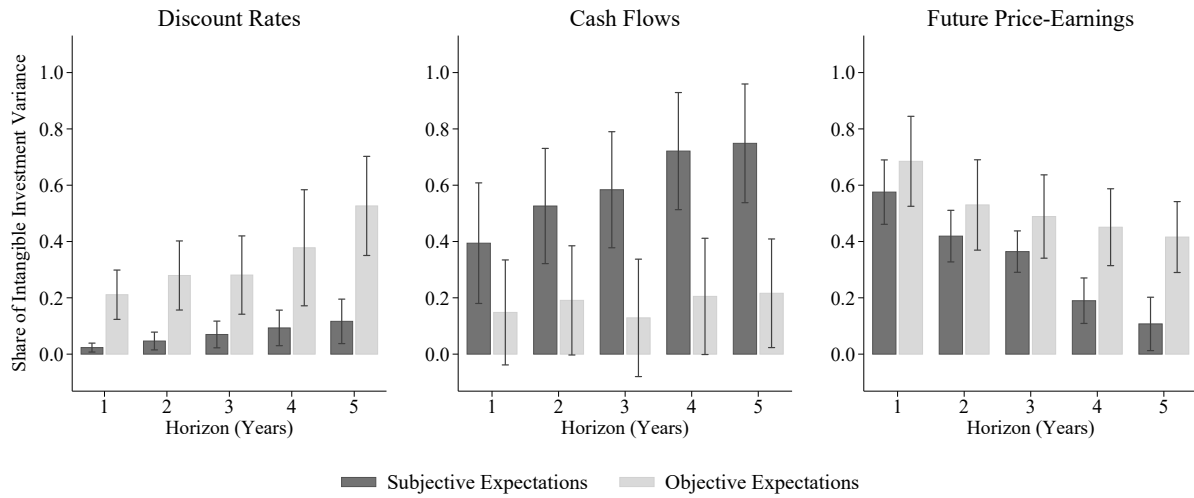 Discount Rates
Cash Flows
Future Price-Earnings
Share of Intangible Investment Variance
1.0
0.8
0.6
0.4
0.2
0.0
1 2 3 4 5
Horizon (Years)
1.0
0.8
0.6
0.4
0.2
0.0
1 2 3 4 5
Horizon (Years)
1.0
0.8
0.6
0.4
0.2
0.0
1 2 3 4 5
Horizon (Years)
Subjective Expectations
Objective Expectations